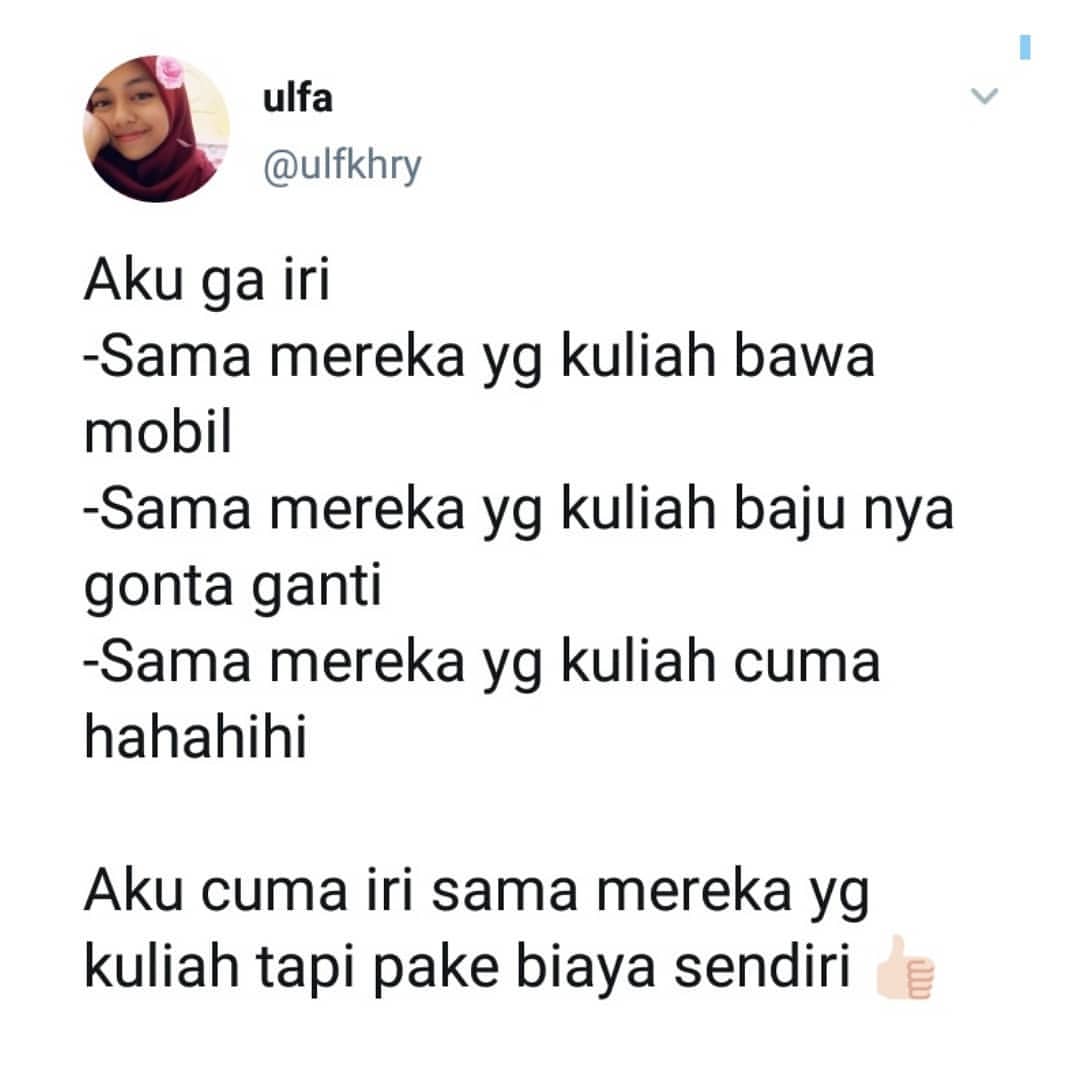 ulfa
@ulfkhry
Aku ga iri
-Sama mereka yg kuliah bawa
mobil
-Sama mereka yg kuliah baju nya
gonta ganti
-Sama mereka yg kuliah cuma
hahahihi
Aku cuma iri sama mereka yg
kuliah tapi pake biaya sendiri 👍🏻